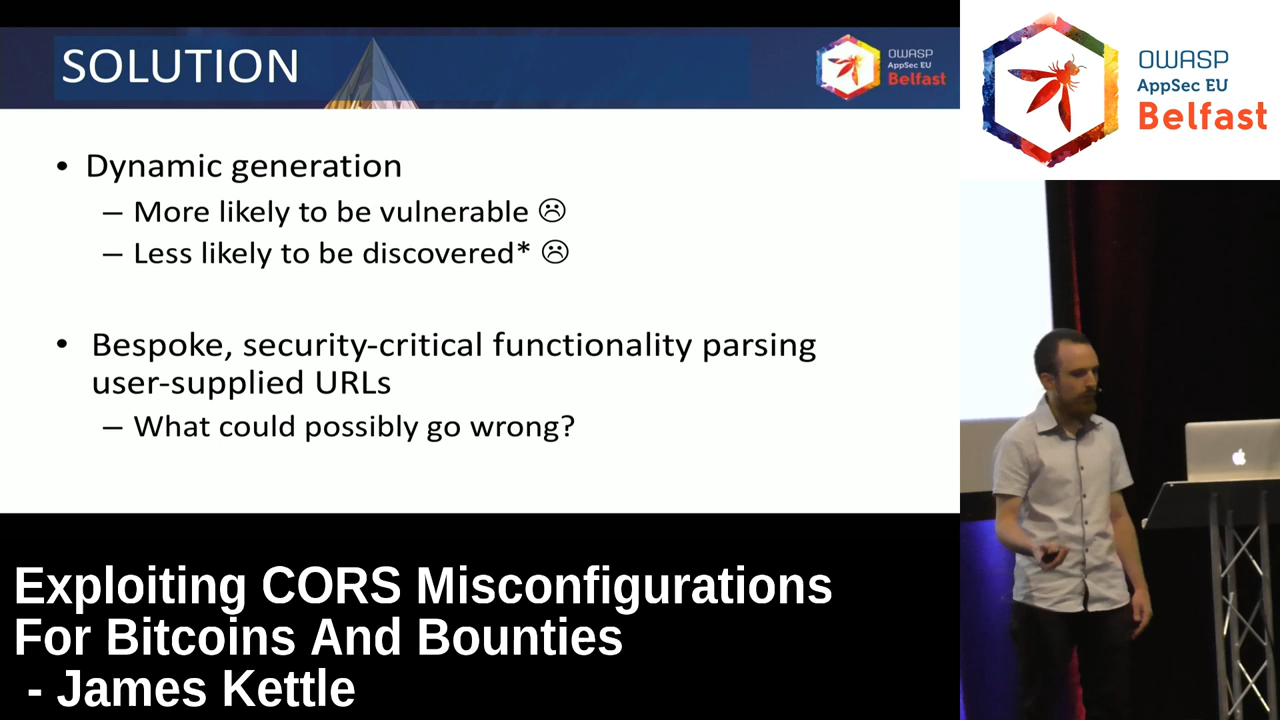 SOLUTION
OWASP
AppSec EU
Belfast
• Dynamic generation
– More likely to be vulnerable ☹
– Less likely to be discovered* ☹
• Bespoke, security-critical functionality parsing
user-supplied URLs
– What could possibly go wrong?
Exploiting CORS Misconfigurations
For Bitcoins And Bounties
- James Kettle
OWASP
AppSec EU
Belfast